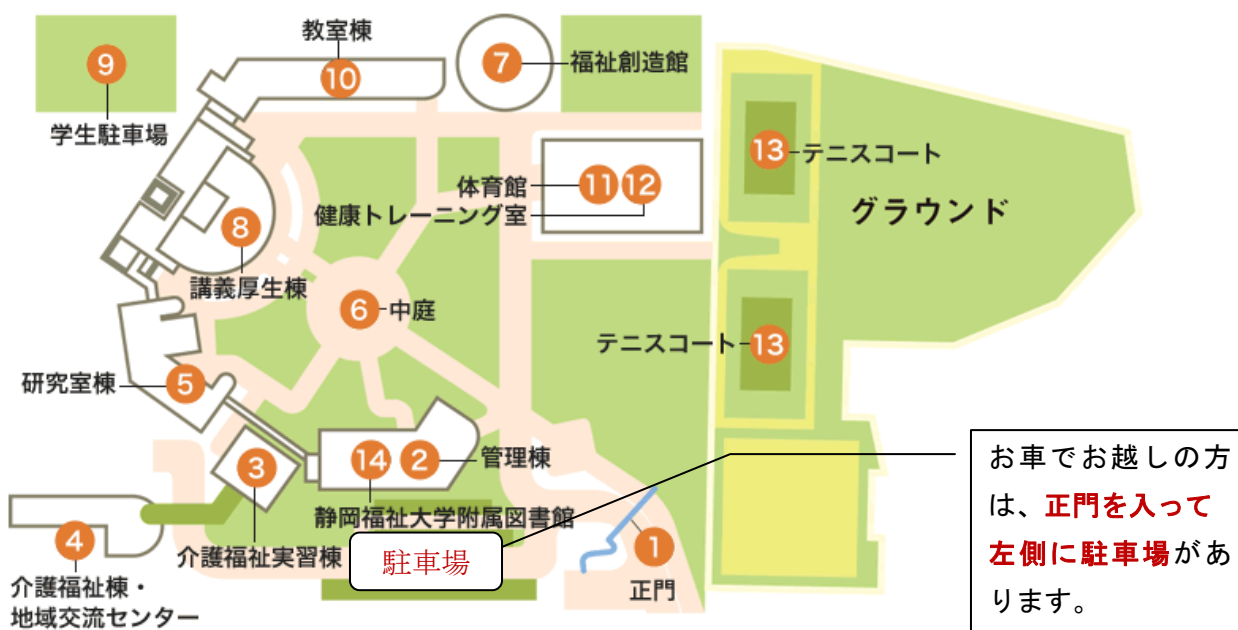 教室棟
10
7
福祉創造館
9
学生駐車場
13
テニスコート
体育館
11
12
健康トレーニング室
グラウンド
8
講義厚生棟
6
中庭
テニスコート
13
研究室棟
5
3
14
2
管理棟
静岡福祉大学附属図書館
4
介護福祉実習棟
駐車場
1
正門
介護福祉棟・
地域交流センター
お車でお越しの方
は、正門を入って
左側に駐車場があ
ります。